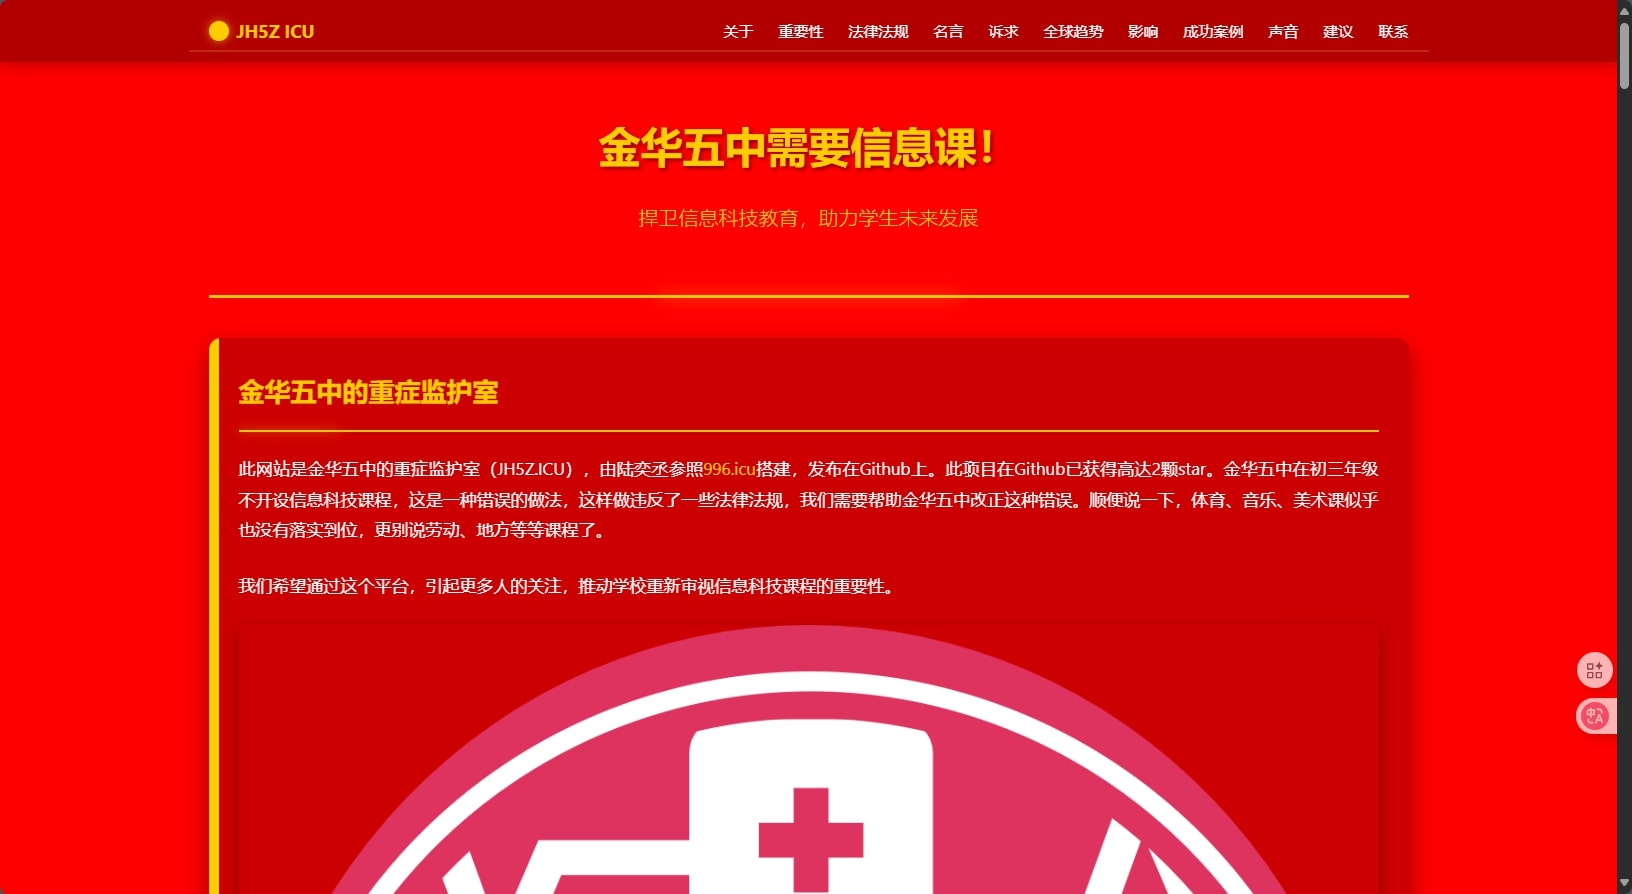 JH5Z ICU
关于 重要性 法律法规 名言 诉求 全球趋势 影响 成功案例 声音 建议 联系
金华五中需要信息课！
捍卫信息科技教育，助力学生未来发展
金华五中的重症监护室
此网站是金华五中的重症监护室（JH5Z.ICU），由陆奕丞参照996.icu搭建，发布在Github上。此项目在Github已获得高达2颗star。金华五中在初三年级
不开设信息科技课程，这是一种错误的做法，这样做违反了一些法律法规，我们需要帮助金华五中改正这种错误。顺便说一下，体育、音乐、美术课似乎
也没有落实到位，更别说劳动、地方等等课程了。
我们希望通过这个平台，引起更多人的关注，推动学校重新审视信息科技课程的重要性。